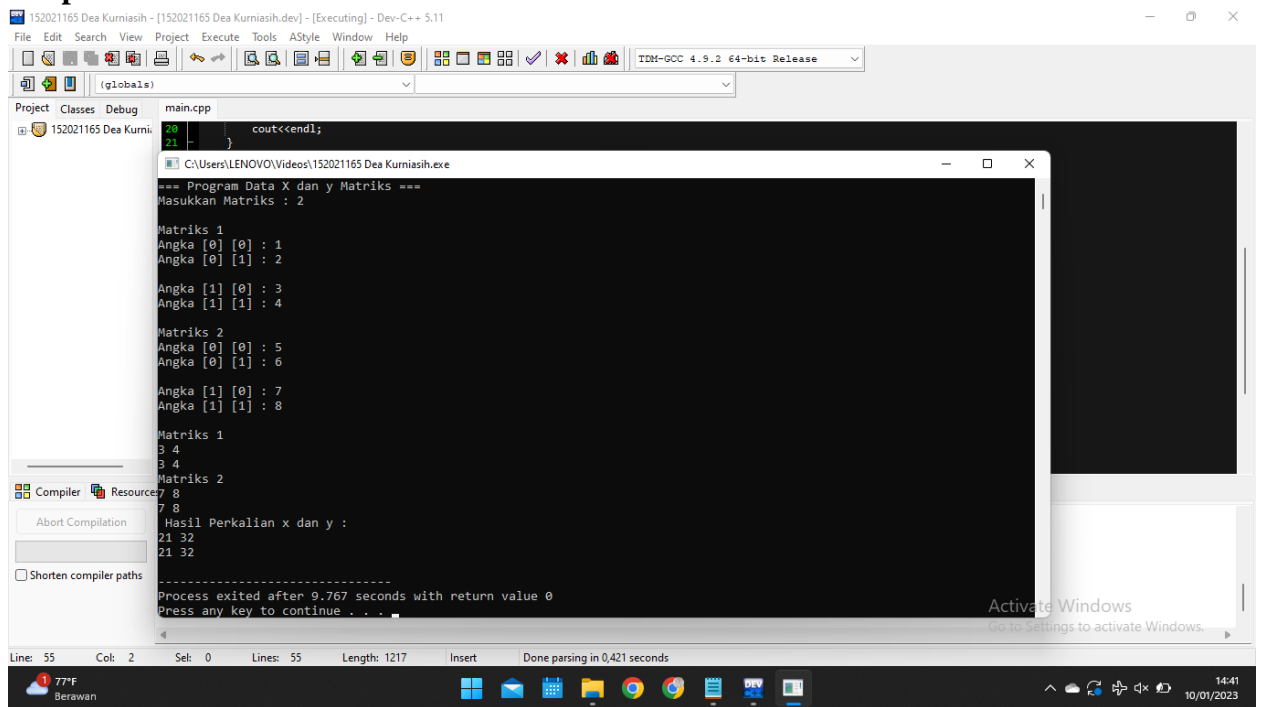 152021165 Dea Kurniasih - [152021165 Dea Kurniasih.dev] - [Executing] - Dev-C++ 5.11
File Edit Search View Project Execute Tools AStyle Window Help
TDM-GCC 4.9.2 64-bit Release
(globals)
Project Classes Debug main.cpp
152021165 Dea Kurni
20 cout<<endl;
21 }
C:\Users\LENOVO\Videos\152021165 Dea Kurniasih.exe
=== Program Data X dan y Matriks ===
Masukkan Matriks : 2
Matriks 1
Angka [0] [0] : 1
Angka [0] [1] : 2
Angka [1] [0] : 3
Angka [1] [1] : 4
Matriks 2
Angka [0] [0] : 5
Angka [0] [1] : 6
Angka [1] [0] : 7
Angka [1] [1] : 8
Matriks 1
3 4
3 4
Matriks 2
7 8
7 8
Hasil Perkalian x dan y :
21 32
21 32
--------------------------------
Process exited after 9.767 seconds with return value 0
Press any key to continue . . .
Compiler Resource
Abort Compilation
Shorten compiler paths
Activate Windows
Go to Settings to activate Windows.
Line: 55 Col: 2 Sel: 0 Lines: 55 Length: 1217 Insert Done parsing in 0,421 seconds
1
77°F
Berawan
DEV
14:41
10/01/2023